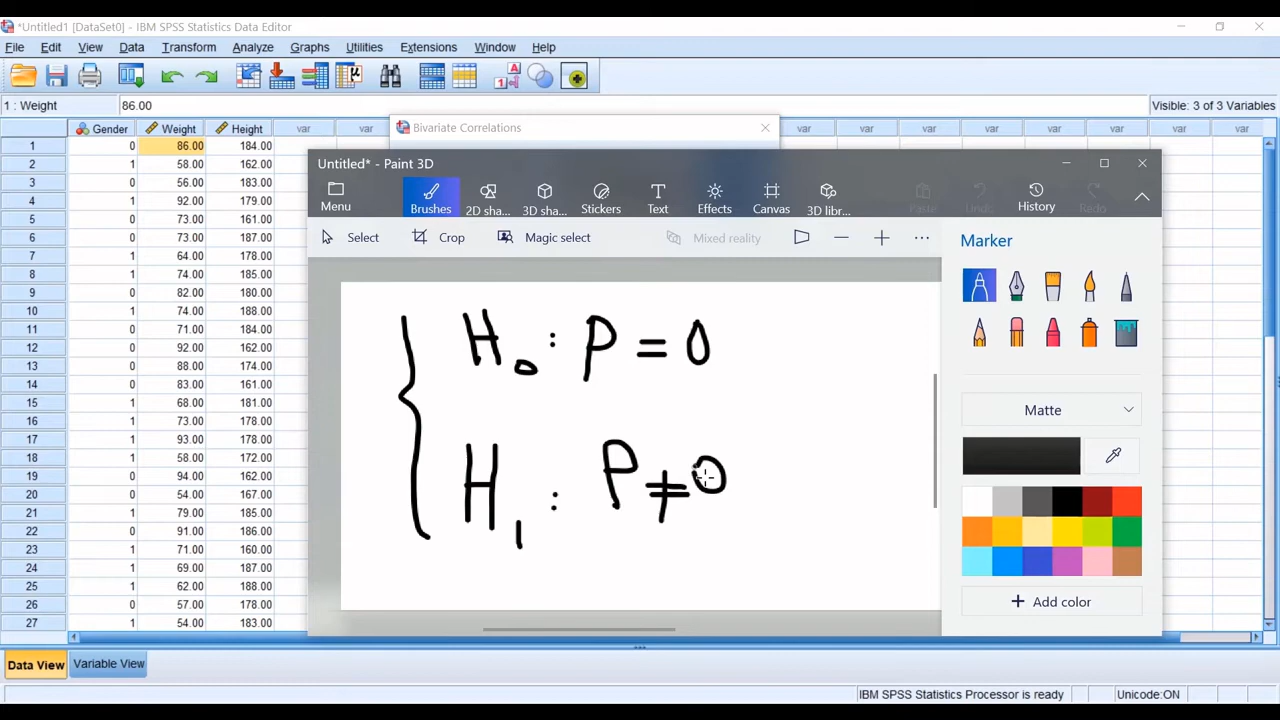 *Untitled1 [DataSet0] - IBM SPSS Statistics Data Editor
File Edit View Data Transform Analyze Graphs Utilities Extensions Window Help
1 : Weight 86.00 Visible: 3 of 3 Variables
Gender Weight Height var var var var var var var var var var
Bivariate Correlations
1 0 86.00 184.00
2 1 58.00 162.00
3 0 56.00 183.00
4 1 92.00 179.00
5 0 73.00 161.00
6 0 73.00 187.00
7 1 64.00 178.00
8 1 74.00 185.00
9 0 82.00 180.00
10 1 74.00 188.00
11 0 71.00 184.00
12 0 92.00 162.00
13 0 88.00 174.00
14 0 83.00 161.00
15 1 68.00 181.00
16 0 73.00 178.00
17 1 93.00 178.00
18 1 58.00 172.00
19 0 94.00 162.00
20 0 54.00 167.00
21 1 79.00 185.00
22 0 91.00 186.00
23 1 71.00 160.00
24 1 69.00 187.00
25 1 62.00 188.00
26 0 57.00 178.00
27 1 54.00 183.00
Untitled* - Paint 3D
Menu Brushes 2D sha... 3D sha... Stickers Text Effects Canvas 3D libr... Paste Undo History Redo
Select Crop Magic select Mixed reality
Marker
Matte
Add color
H0 : P = 0
H1 : P ≠ 0
Data View Variable View
IBM SPSS Statistics Processor is ready Unicode:ON